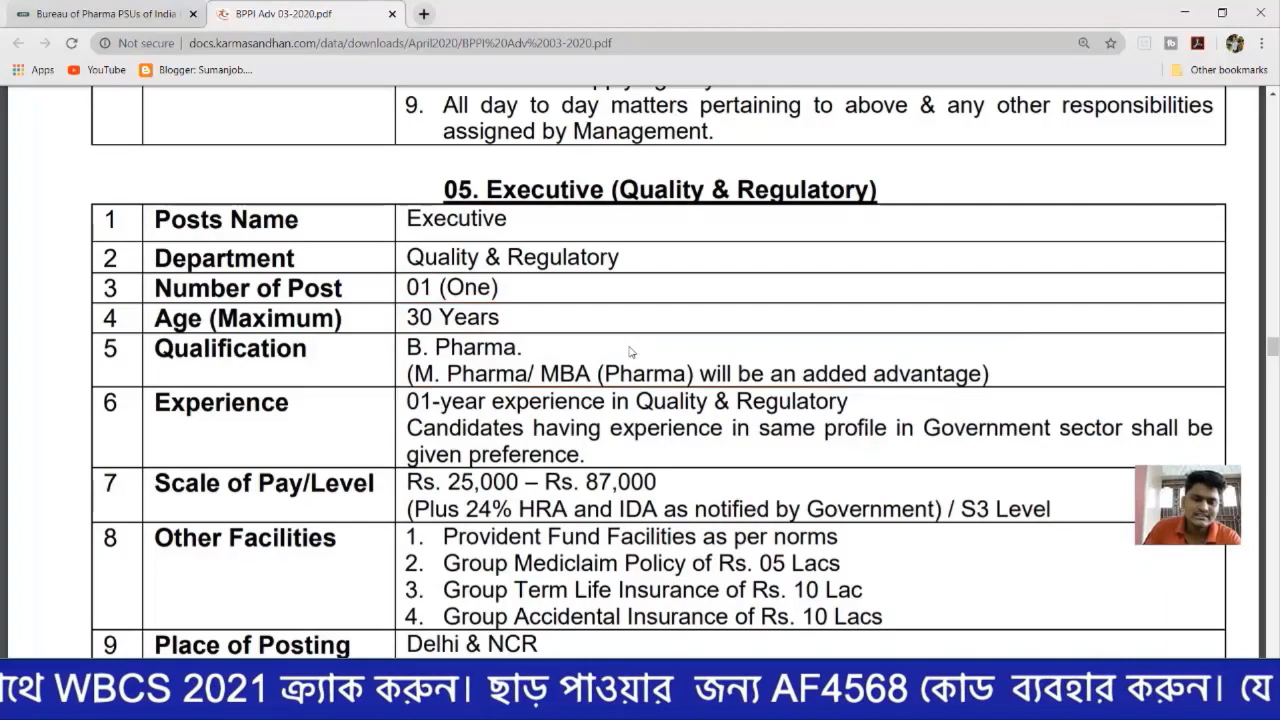 Bureau of Pharma PSUs of India
BPPI Adv 03-2020.pdf
Not secure
docs.karmasandhan.com/data/downloads/April2020/BPPI%20Adv%2003-2020.pdf
Apps
YouTube
Blogger: Sumanjob....
Other bookmarks
9. All day to day matters pertaining to above & any other responsibilities
assigned by Management.
05. Executive (Quality & Regulatory)
1 Posts Name Executive
2 Department Quality & Regulatory
3 Number of Post 01 (One)
4 Age (Maximum) 30 Years
5 Qualification B. Pharma.
(M. Pharma/ MBA (Pharma) will be an added advantage)
6 Experience 01-year experience in Quality & Regulatory
Candidates having experience in same profile in Government sector shall be
given preference.
7 Scale of Pay/Level Rs. 25,000 – Rs. 87,000
(Plus 24% HRA and IDA as notified by Government) / S3 Level
8 Other Facilities 1. Provident Fund Facilities as per norms
2. Group Mediclaim Policy of Rs. 05 Lacs
3. Group Term Life Insurance of Rs. 10 Lac
4. Group Accidental Insurance of Rs. 10 Lacs
9 Place of Posting Delhi & NCR
WBCS 2021 ক্র্যাক করুন। ছাড় পাওয়ার জন্য AF4568 কোড ব্যবহার করুন। যে